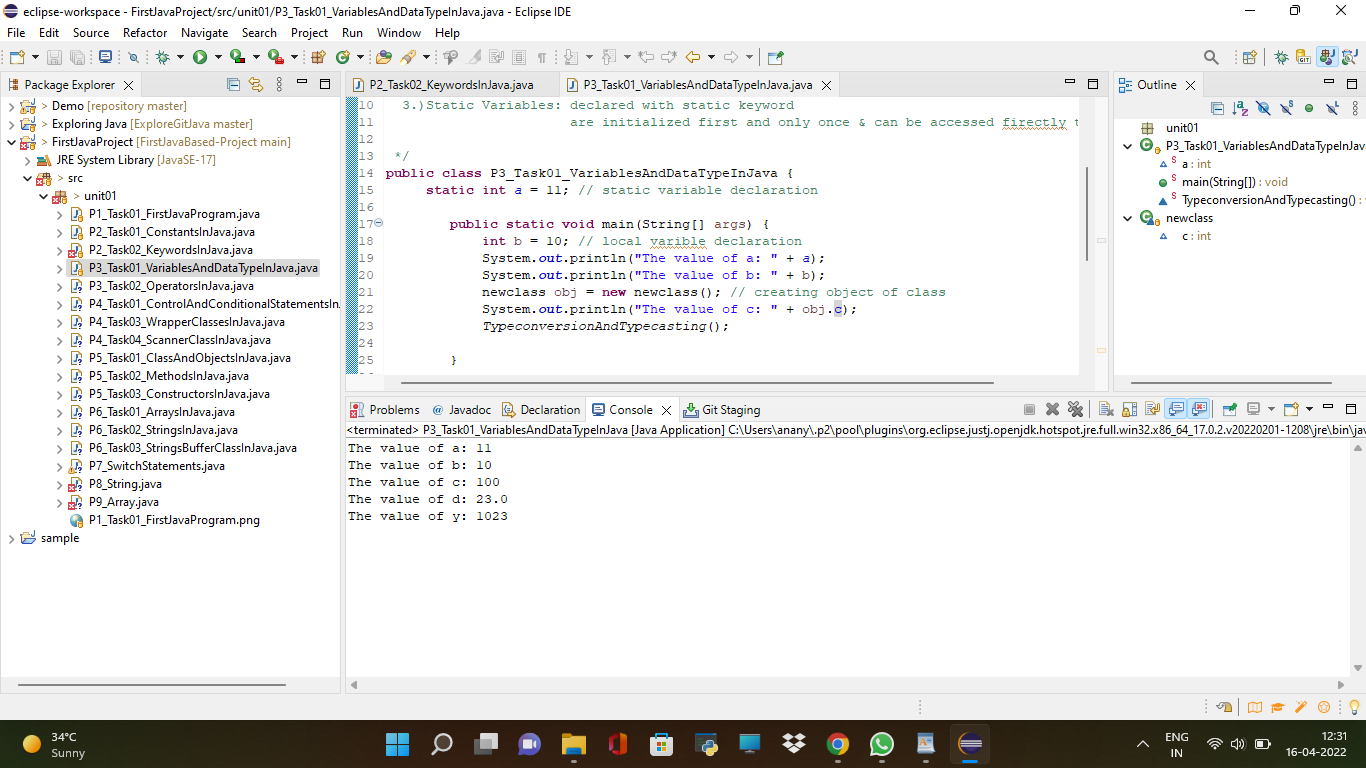 eclipse-workspace - FirstJavaProject/src/unit01/P3_Task01_VariablesAndDataTypeInJava.java - Eclipse IDE
File Edit Source Refactor Navigate Search Project Run Window Help
Package Explorer
> Demo [repository master]
> Exploring Java [ExploreGitJava master]
> FirstJavaProject [FirstJavaBased-Project main]
JRE System Library [JavaSE-17]
> src
> unit01
P1_Task01_FirstJavaProgram.java
P2_Task01_ConstantsInJava.java
P2_Task02_KeywordsInJava.java
P3_Task01_VariablesAndDataTypeInJava.java
P3_Task02_OperatorsInJava.java
P4_Task01_ControlAndConditionalStatementsIn
P4_Task03_WrapperClassesInJava.java
P4_Task04_ScannerClassInJava.java
P5_Task01_ClassAndObjectsInJava.java
P5_Task02_MethodsInJava.java
P5_Task03_ConstructorsInJava.java
P6_Task01_ArraysInJava.java
P6_Task02_StringsInJava.java
P6_Task03_StringsBufferClassInJava.java
P7_SwitchStatements.java
P8_String.java
P9_Array.java
P1_Task01_FirstJavaProgram.png
sample
P2_Task02_KeywordsInJava.java
P3_Task01_VariablesAndDataTypeInJava.java
10 3.)Static Variables: declared with static keyword
11 are initialized first and only once & can be accessed firectly t
12
13 */
14 public class P3_Task01_VariablesAndDataTypeInJava {
15 static int a = 11; // static variable declaration
16
17 public static void main(String[] args) {
18 int b = 10; // local varible declaration
19 System.out.println("The value of a: " + a);
20 System.out.println("The value of b: " + b);
21 newclass obj = new newclass(); // creating object of class
22 System.out.println("The value of c: " + obj.c);
23 TypeconversionAndTypecasting();
24
25 }
Outline
unit01
P3_Task01_VariablesAndDataTypeInJav
a : int
main(String[]) : void
TypeconversionAndTypecasting() :
newclass
c : int
Problems
@ Javadoc
Declaration
Console
Git Staging
<terminated> P3_Task01_VariablesAndDataTypeInJava [Java Application] C:\Users\anany\.p2\pool\plugins\org.eclipse.justj.openjdk.hotspot.jre.full.win32.x86_64_17.0.2.v20220201-1208\jre\bin\jav
The value of a: 11
The value of b: 10
The value of c: 100
The value of d: 23.0
The value of y: 1023
34°C
Sunny
ENG
IN
12:31
16-04-2022